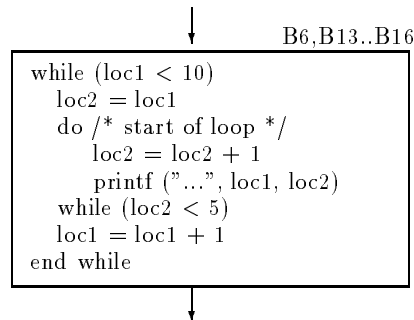 B6,B13..B16
while (loc1 < 10)
loc2 = loc1
do /* start of loop */
loc2 = loc2 + 1
printf ("...", loc1, loc2)
while (loc2 < 5)
loc1 = loc1 + 1
end while